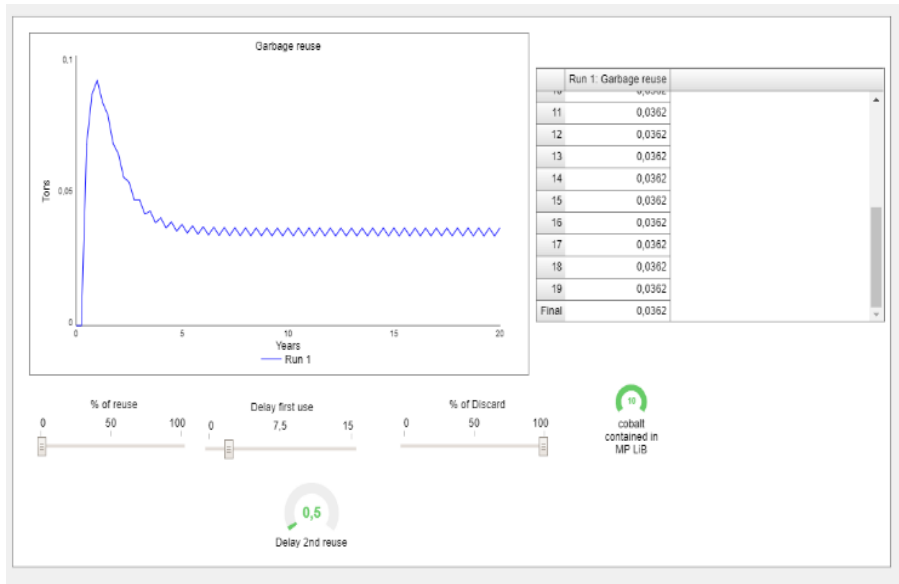 Garbage reuse
0,1
0,05
0
Tons
0 5 10 15 20
Years
Run 1
Run 1: Garbage reuse
10 0,0362
11 0,0362
12 0,0362
13 0,0362
14 0,0362
15 0,0362
16 0,0362
17 0,0362
18 0,0362
19 0,0362
Final 0,0362
% of reuse
0 50 100
Delay first use
0 7,5 15
% of Discard
0 50 100
10
cobalt
contained in
MP LiB
0,5
Delay 2nd reuse